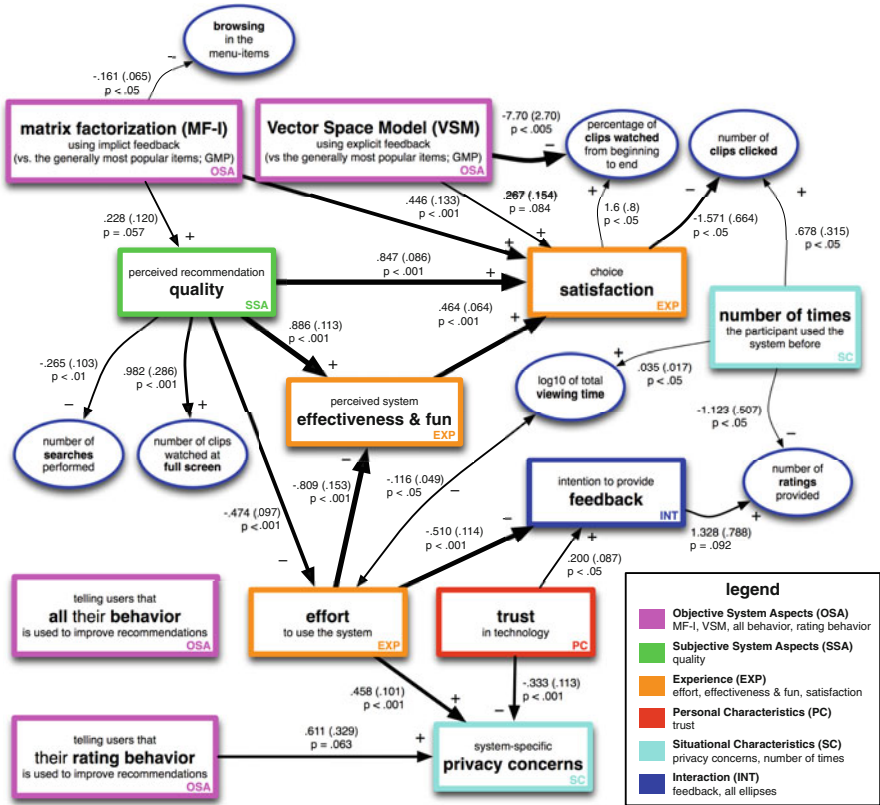 browsing
in the
menu-items
−
-.161 (.065)
p < .05
matrix factorization (MF-I)
using implict feedback
(vs. the generally most popular items; GMP)
OSA
Vector Space Model (VSM)
using explicit feedback
(vs the generally most popular items; GMP)
OSA
-7.70 (2.70)
p < .005
−
percentage of
clips watched
from beginning
to end
number of
clips clicked
.446 (.133)
p < .001
+
.267 (.154)
p = .084
+
+
1.6 (.8)
p < .05
−
-1.571 (.664)
p < .05
+
.678 (.315)
p < .05
.228 (.120)
p = .057
+
perceived recommendation
quality
SSA
.847 (.086)
p < .001
+
choice
satisfaction
EXP
.464 (.064)
p < .001
+
number of times
the participant used the
system before
SC
.886 (.113)
p < .001
+
-.265 (.103)
p < .01
−
.982 (.286)
p < .001
+
+
.035 (.017)
p < .05
perceived system
effectiveness & fun
EXP
log10 of total
viewing time
-1.123 (.507)
p < .05
−
number of
searches
performed
number of clips
watched at
full screen
−
-.809 (.153)
p < .001
-.116 (.049)
p < .05
−
intention to provide
feedback
INT
number of
ratings
provided
-.474 (.097)
p <.001
−
-.510 (.114)
p < .001
−
+
1.328 (.788)
p = .092
+
.200 (.087)
p < .05
telling users that
all their behavior
is used to improve recommendations
OSA
effort
to use the system
EXP
trust
in technology
PC
.458 (.101)
p < .001
+
-.333 (.113)
p < .001
−
telling users that
their rating behavior
is used to improve recommendations
OSA
.611 (.329)
p = .063
+
system-specific
privacy concerns
SC
legend
Objective System Aspects (OSA)
MF-I, VSM, all behavior, rating behavior
Subjective System Aspects (SSA)
quality
Experience (EXP)
effort, effectiveness & fun, satisfaction
Personal Characteristics (PC)
trust
Situational Characteristics (SC)
privacy concerns, number of times
Interaction (INT)
feedback, all ellipses